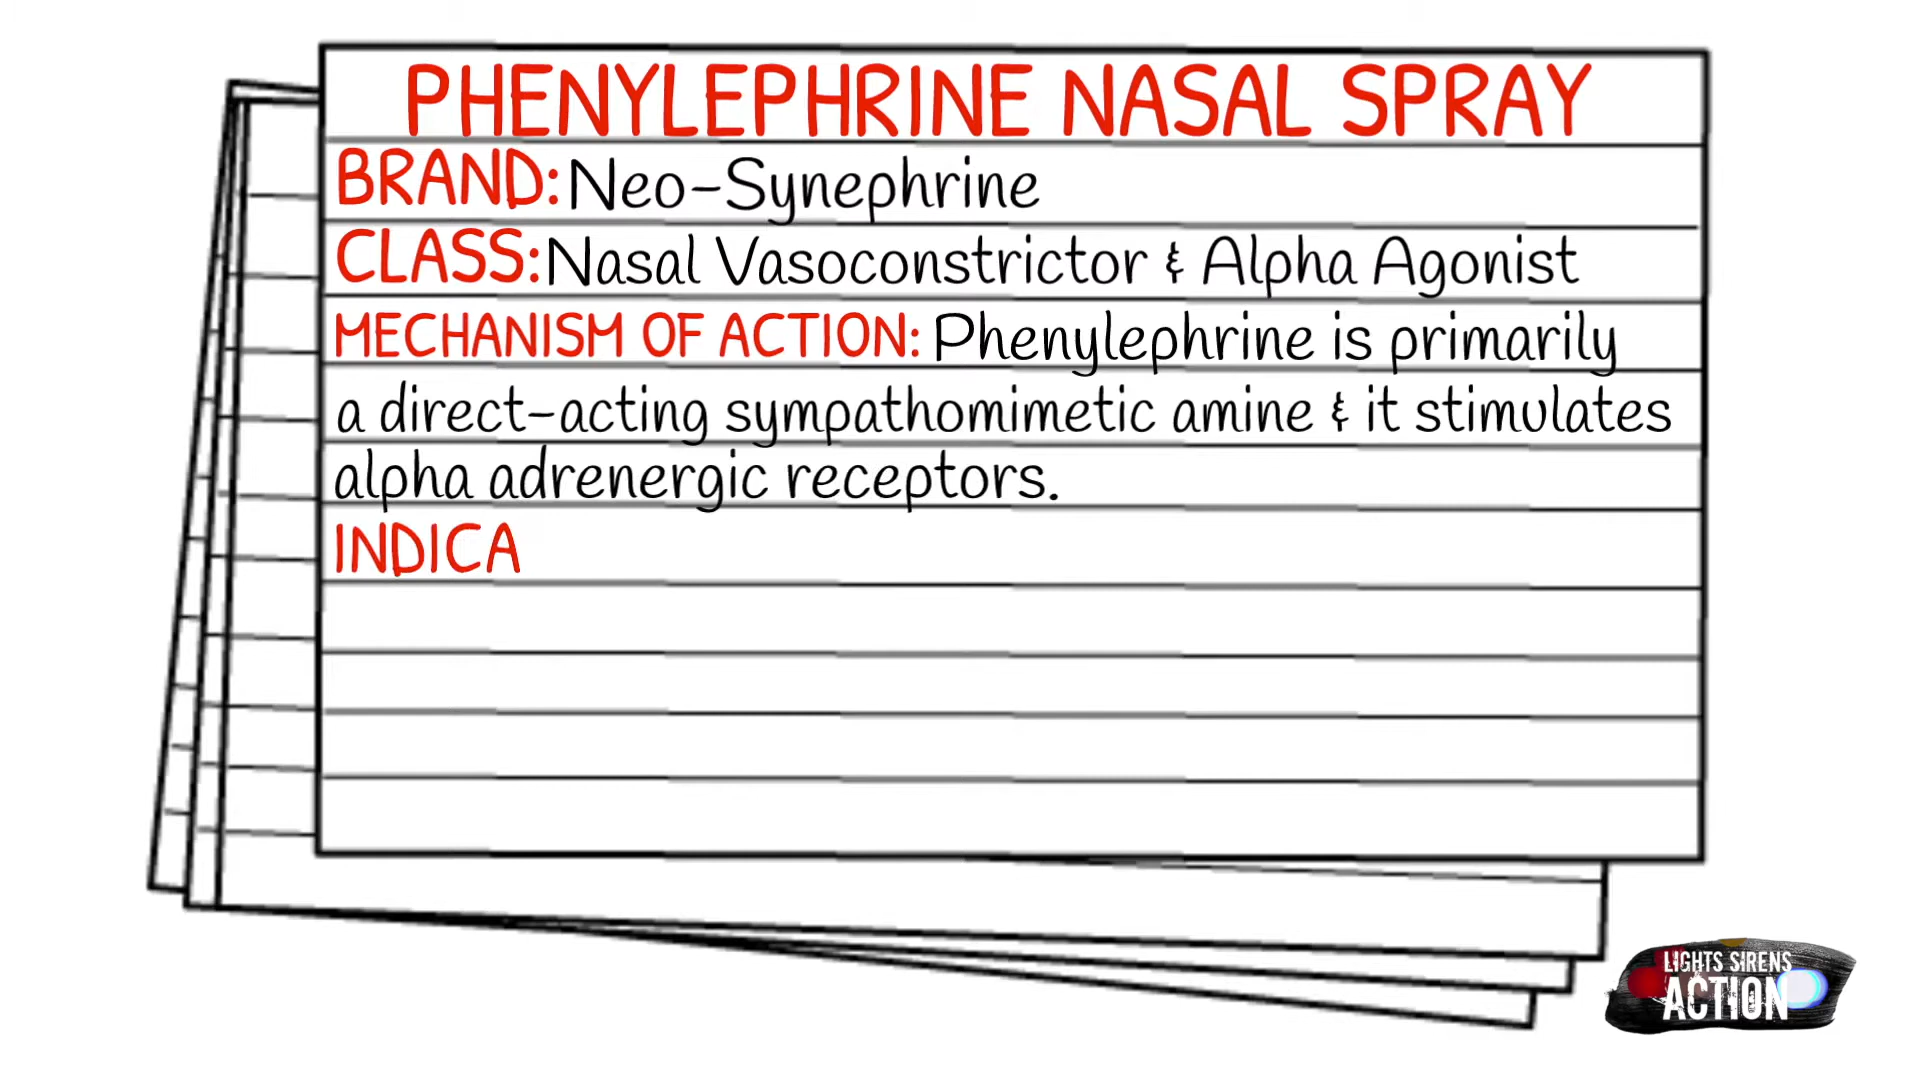 PHENYLEPHRINE NASAL SPRAY
BRAND: Neo-Synephrine
CLASS: Nasal Vasoconstrictor & Alpha Agonist
MECHANISM OF ACTION: Phenylephrine is primarily
a direct-acting sympathomimetic amine & it stimulates
alpha adrenergic receptors.
INDICA
LIGHTS SIRENS
ACTION